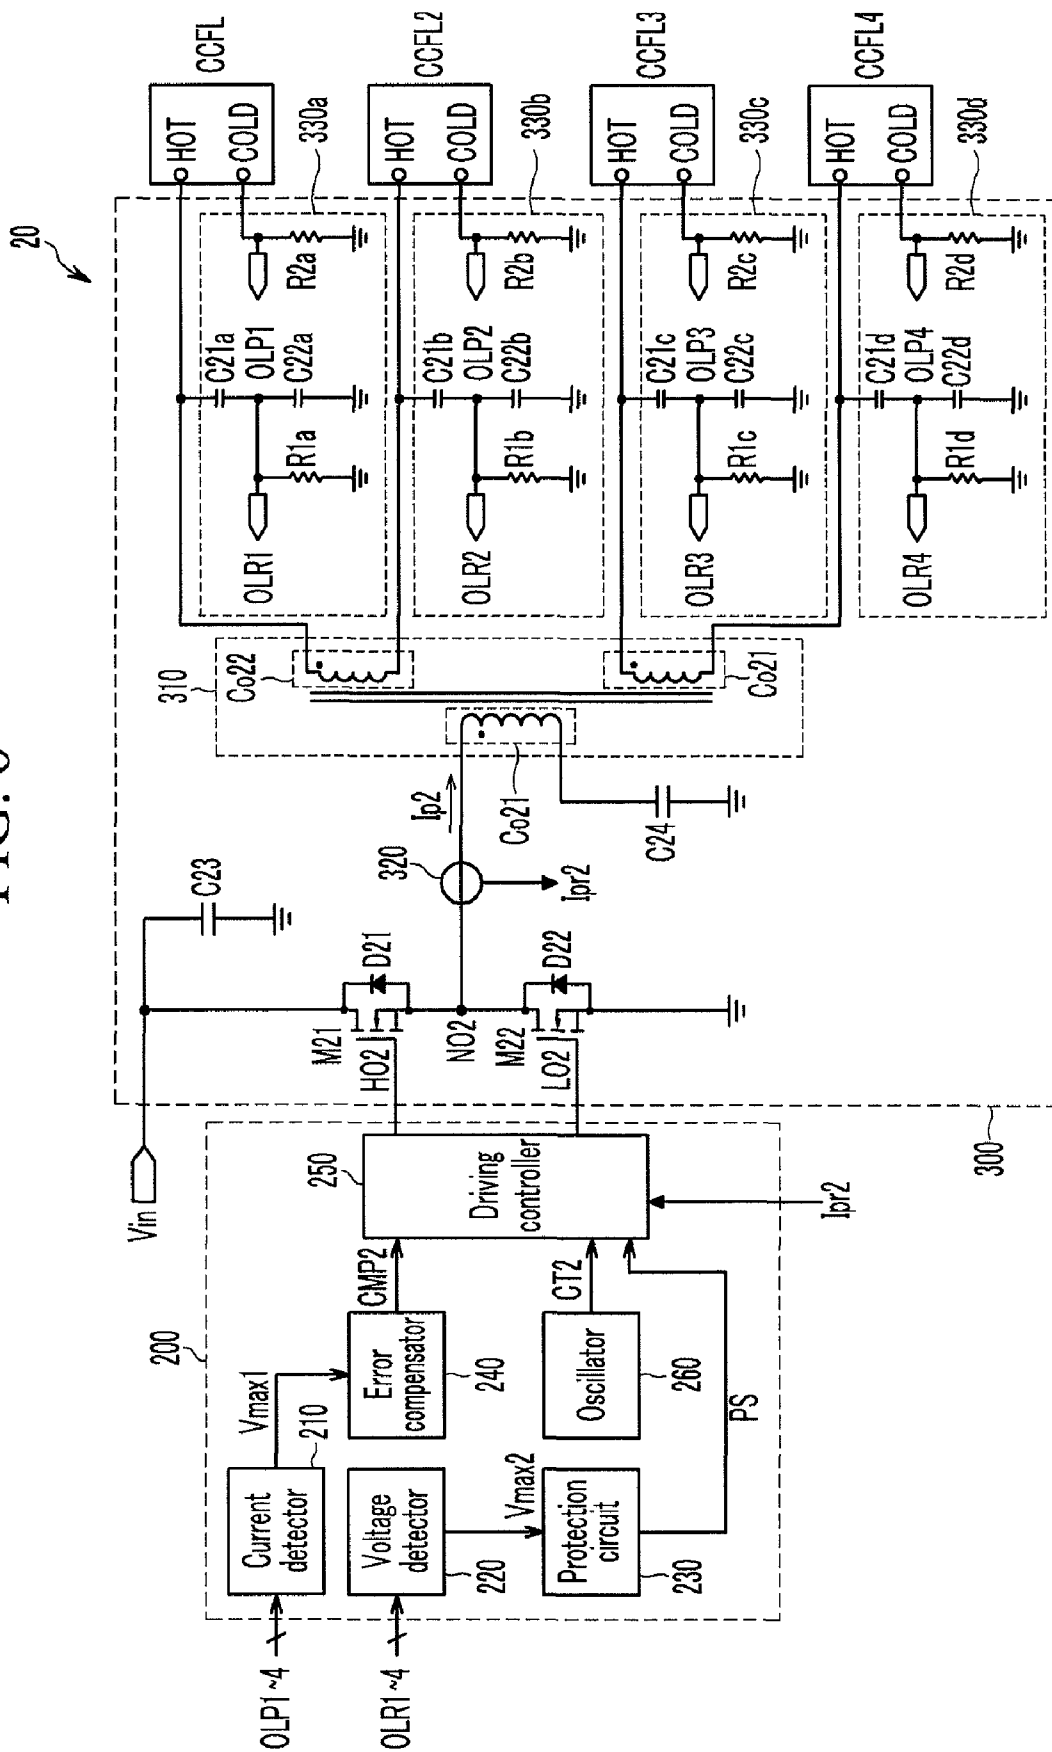 FIG.
20
Vin
C23
200
310
CCFL
OLP1~4
Current
detector
210
Vmax1
250
M21
HO2
D21
Co22
OLR1
R1a
C21a
OLP1
C22a
R2a
HOT
COLD
330a
OLR1~4
Voltage
detector
220
Error
compensator
240
CMP2
Driving
controller
NO2
320
Ip2
CCFL2
OLR2
R1b
C21b
OLP2
C22b
R2b
HOT
COLD
330b
Vmax2
Protection
circuit
230
Oscillator
260
CT2
M22
LO2
D22
Ipr2
Co21
C24
CCFL3
OLR3
R1c
C21c
OLP3
C22c
R2c
HOT
COLD
330c
PS
Ipr2
Co21
CCFL4
OLR4
R1d
C21d
OLP4
C22d
R2d
HOT
COLD
330d
300